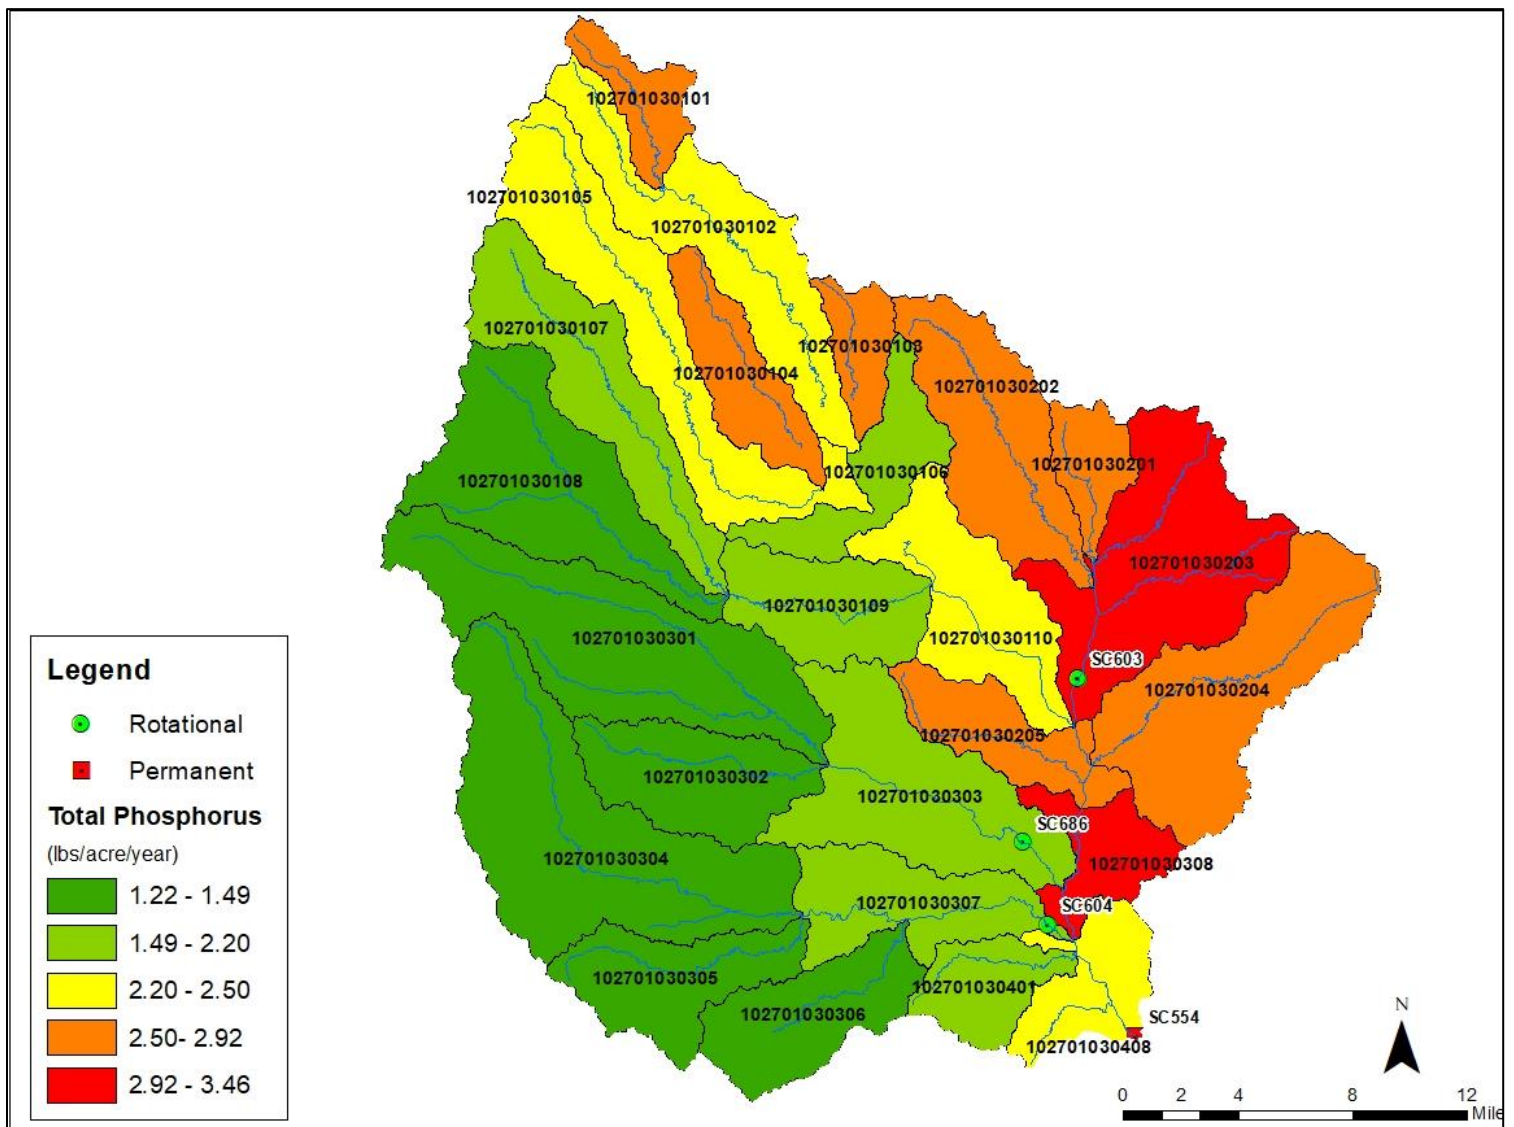 102701030101
102701030105
102701030102
102701030107
102701030103
102701030104
102701030202
102701030201
102701030106
102701030108
102701030203
102701030109
102701030301
102701030110
SC603
102701030204
102701030205
102701030302
102701030303
SC686
102701030304
102701030308
102701030307
SC604
102701030305
102701030401
102701030306
SC554
102701030408
Legend
Rotational
Permanent
Total Phosphorus
(lbs/acre/year)
1.22 - 1.49
1.49 - 2.20
2.20 - 2.50
2.50- 2.92
2.92 - 3.46
N
0 2 4 8 12
Mile